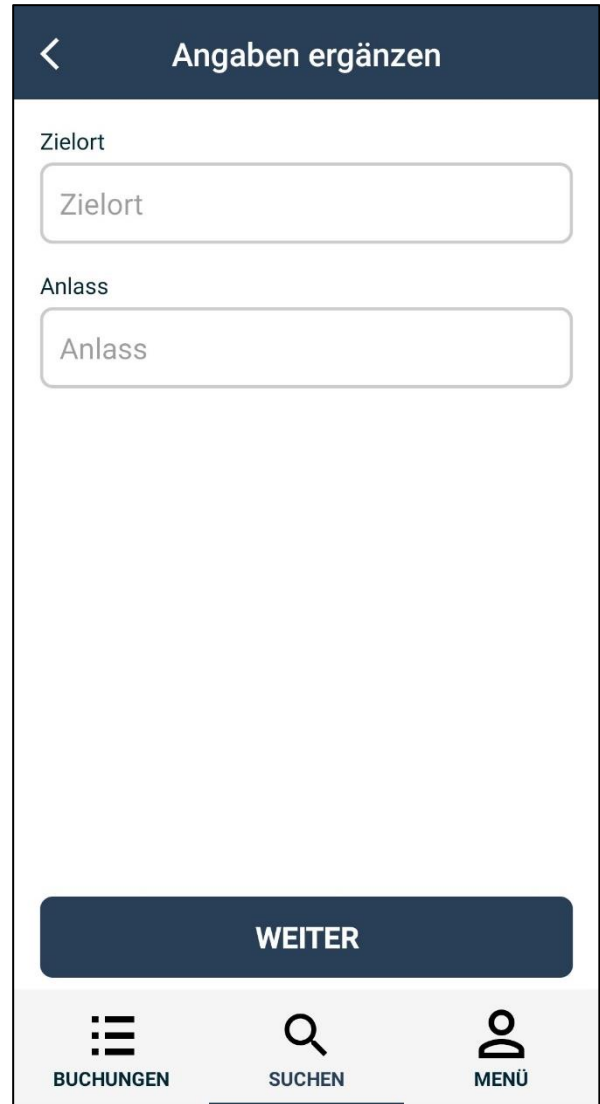 Angaben ergänzen
Zielort
Zielort
Anlass
Anlass
WEITER
BUCHUNGEN SUCHEN MENÜ